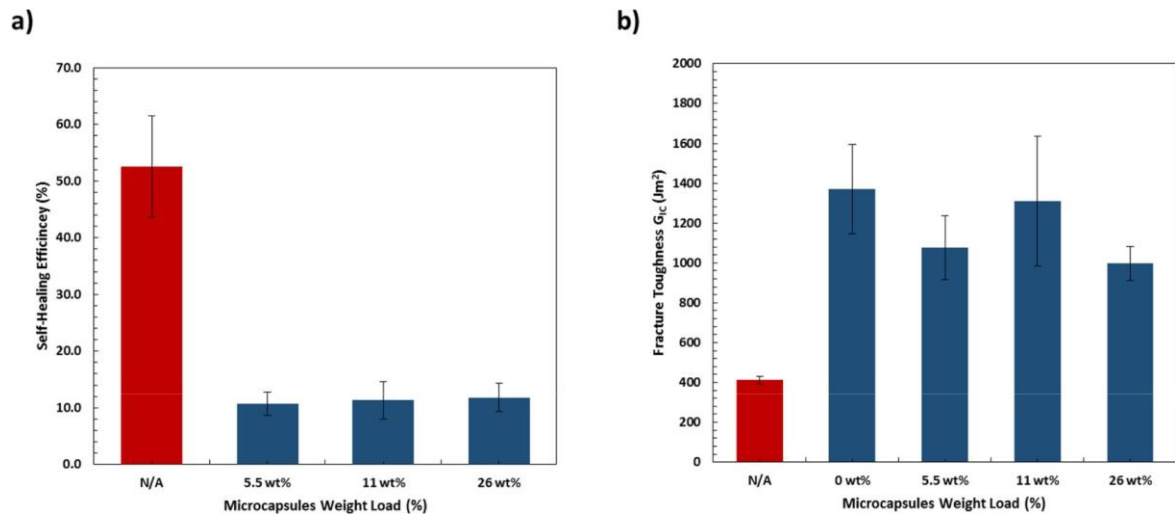 a)
70.0
60.0
50.0
40.0
30.0
20.0
10.0
0.0
Self-Healing Efficincey (%)
N/A 5.5 wt% 11 wt% 26 wt%
Microcapsules Weight Load (%)
b)
2000
1800
1600
1400
1200
1000
800
600
400
200
0
Fracture Toughness G_IC (Jm²)
N/A 0 wt% 5.5 wt% 11 wt% 26 wt%
Microcapsules Weight Load (%)